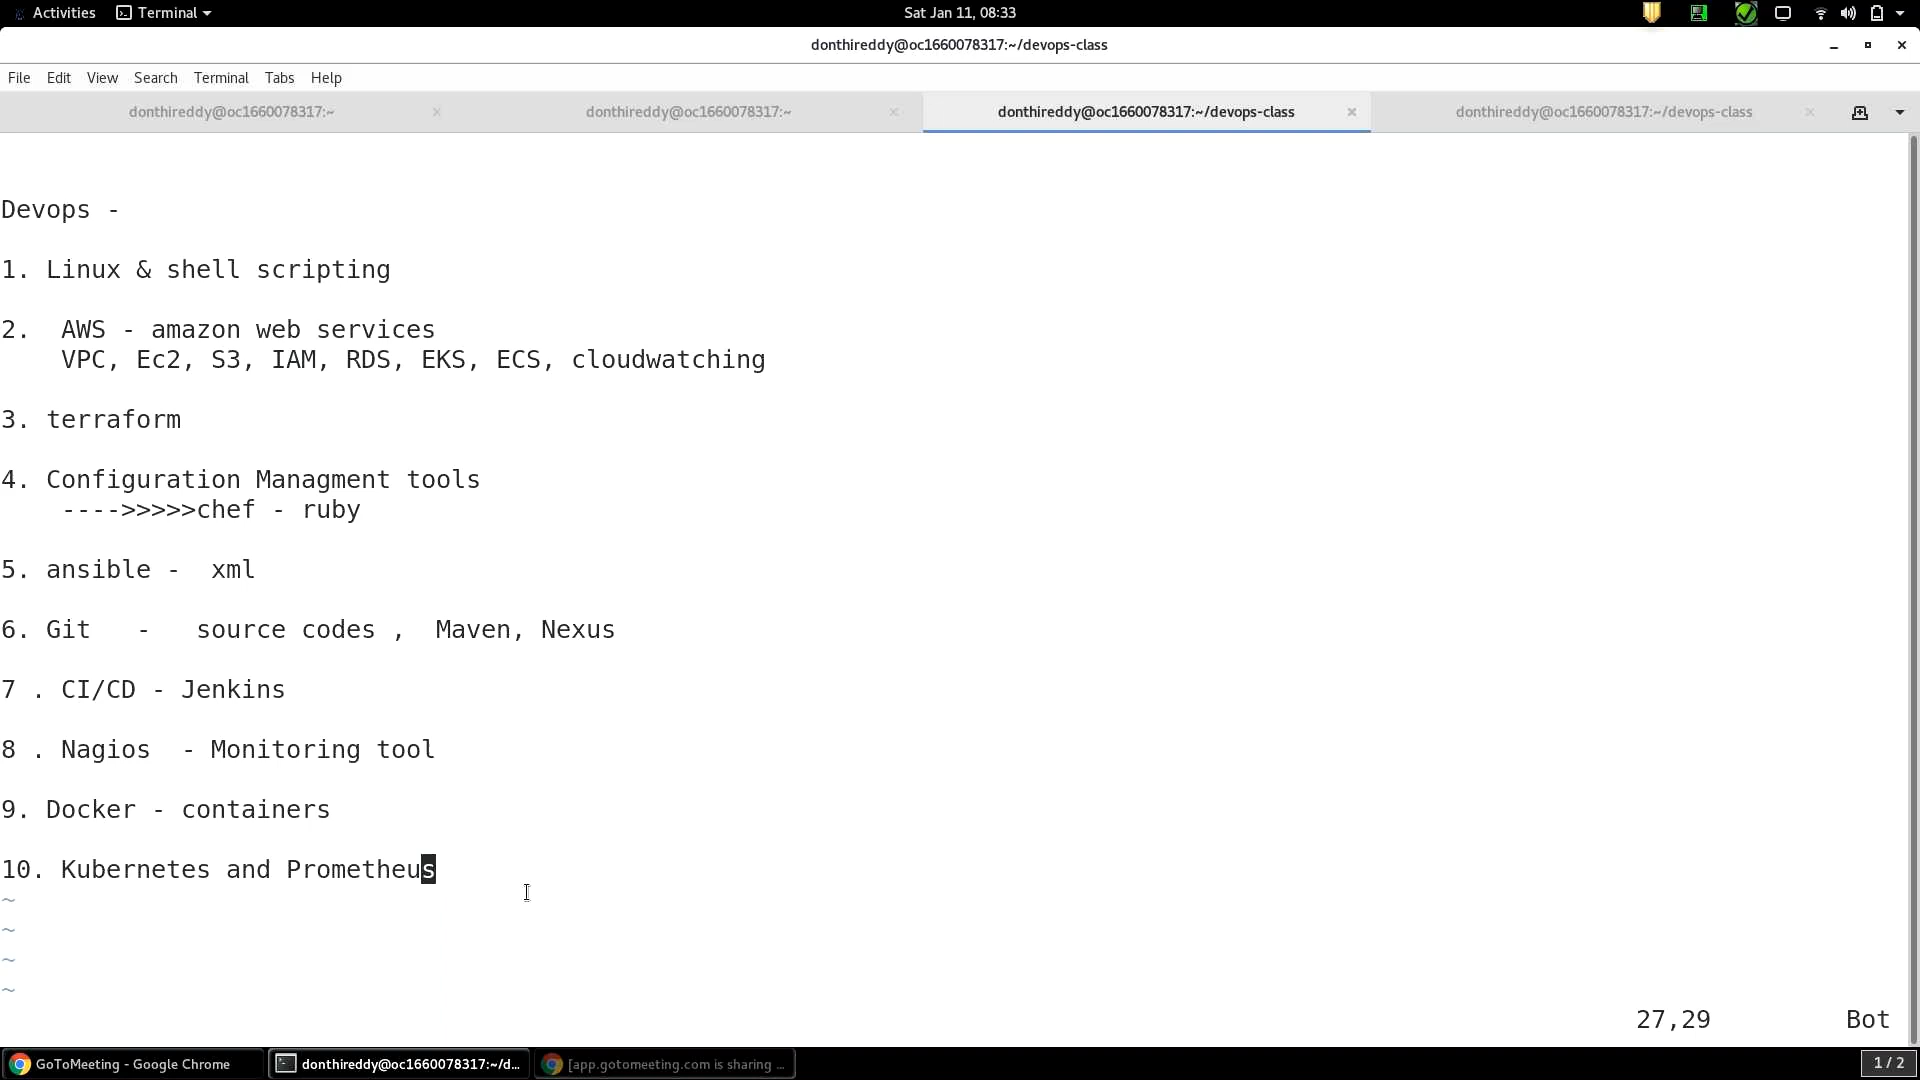 Activities Terminal Sat Jan 11, 08:33
donthireddy@oc1660078317:~/devops-class
File Edit View Search Terminal Tabs Help
donthireddy@oc1660078317:~ donthireddy@oc1660078317:~ donthireddy@oc1660078317:~/devops-class donthireddy@oc1660078317:~/devops-class
Devops -
1. Linux & shell scripting
2.  AWS - amazon web services
    VPC, Ec2, S3, IAM, RDS, EKS, ECS, cloudwatching
3. terraform
4. Configuration Managment tools
    ---->>>>>chef - ruby
5. ansible -  xml
6. Git   -   source codes ,  Maven, Nexus
7 . CI/CD - Jenkins
8 . Nagios  - Monitoring tool
9. Docker - containers
10. Kubernetes and Prometheus
~
~
~
~
27,29 Bot
GoToMeeting - Google Chrome donthireddy@oc1660078317:~/d... [app.gotomeeting.com is sharing ... 1 / 2